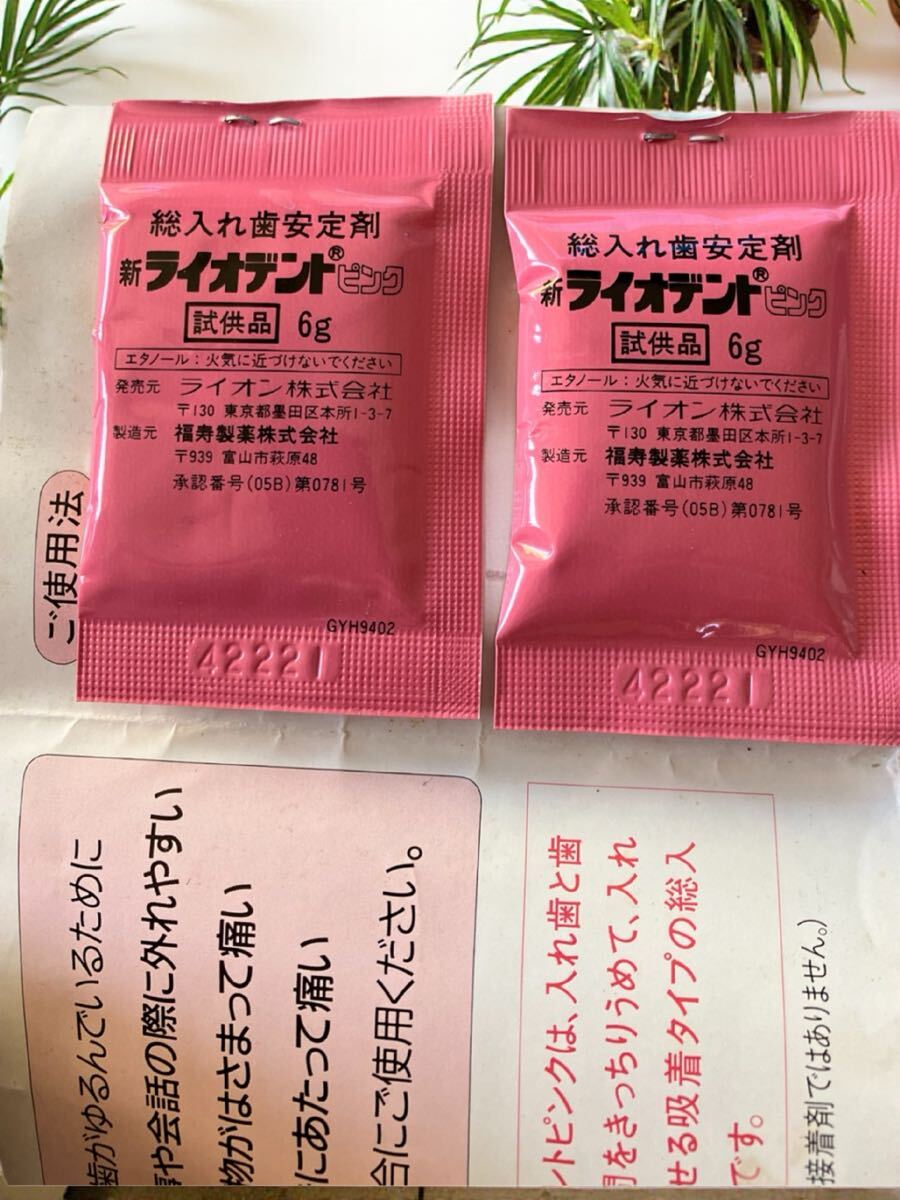 総入れ歯安定剤
新ライオデント®ピンク
試供品 6g
エタノール：火気に近づけないでください
発売元 ライオン株式会社
〒130 東京都墨田区本所1-3-7
製造元 福寿製薬株式会社
〒939 富山市萩原48
承認番号(05B)第0781号
GYH9402
42221
総入れ歯安定剤
新ライオデント®ピンク
試供品 6g
エタノール：火気に近づけないでください
発売元 ライオン株式会社
〒130 東京都墨田区本所1-3-7
製造元 福寿製薬株式会社
〒939 富山市萩原48
承認番号(05B)第0781号
GYH9402
42221
ご使用法
歯がゆるんでいるために
や会話の際に外れやすい
物がはさまって痛い
にあたって痛い
合にご使用ください。
ントピンクは、入れ歯と歯
間をきっちりうめて、入れ
せる吸着タイプの総入
です。
接着剤ではありません。)